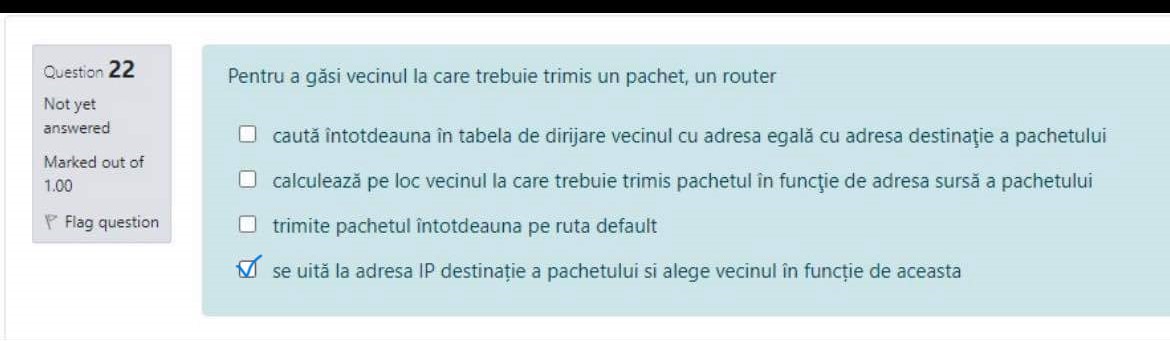 Question 22
Not yet
answered
Marked out of
1.00
Flag question
Pentru a găsi vecinul la care trebuie trimis un pachet, un router
caută întotdeauna în tabela de dirijare vecinul cu adresa egală cu adresa destinaţie a pachetului
calculează pe loc vecinul la care trebuie trimis pachetul în funcţie de adresa sursă a pachetului
trimite pachetul întotdeauna pe ruta default
se uită la adresa IP destinație a pachetului si alege vecinul în funcție de aceasta